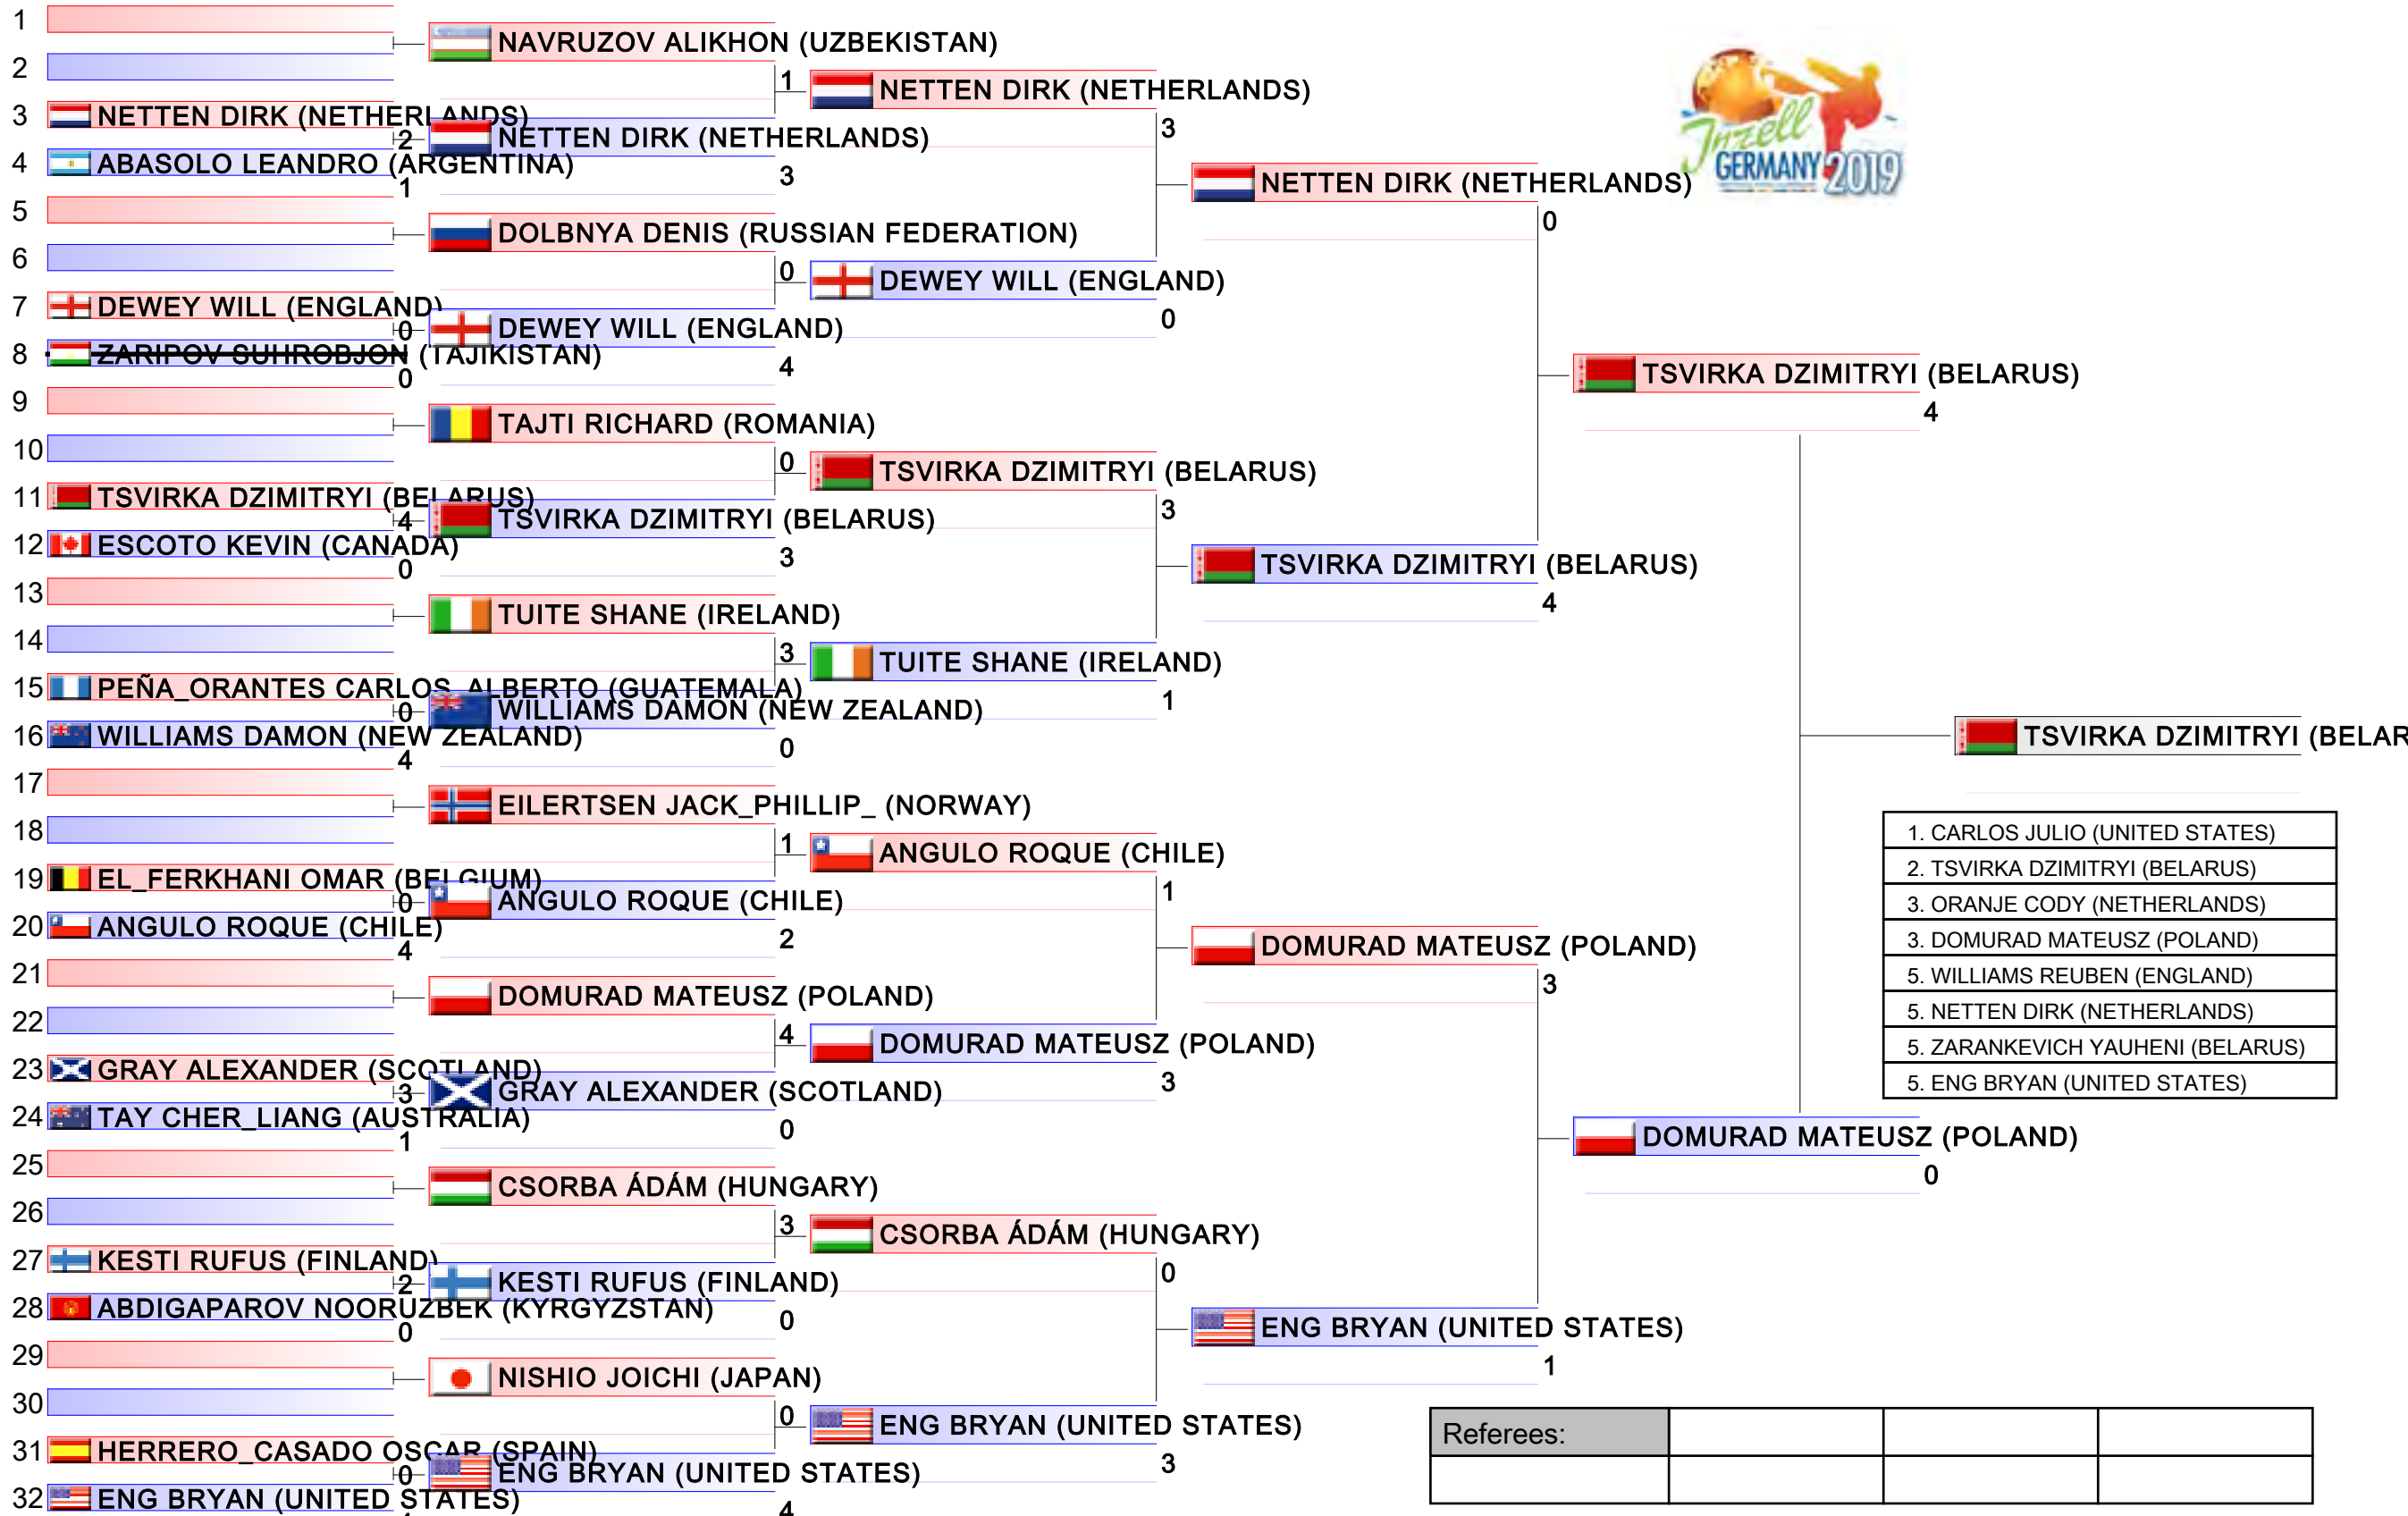 1
NAVRUZOV ALIKHON (UZBEKISTAN)
2
1
NETTEN DIRK (NETHERLANDS)
3
3 NETTEN DIRK (NETHERLANDS)
2
NETTEN DIRK (NETHERLANDS)
3
4 ABASOLO LEANDRO (ARGENTINA)
1
NETTEN DIRK (NETHERLANDS)
0
Inzell
GERMANY 2019
5
DOLBNYA DENIS (RUSSIAN FEDERATION)
0
6
DEWEY WILL (ENGLAND)
0
7 DEWEY WILL (ENGLAND)
0
DEWEY WILL (ENGLAND)
4
8 ZARIPOV SUHROBJON (TAJIKISTAN)
0
TSVIRKA DZIMITRYI (BELARUS)
4
9
TAJTI RICHARD (ROMANIA)
0
10
TSVIRKA DZIMITRYI (BELARUS)
3
11 TSVIRKA DZIMITRYI (BELARUS)
4
TSVIRKA DZIMITRYI (BELARUS)
3
12 ESCOTO KEVIN (CANADA)
0
TSVIRKA DZIMITRYI (BELARUS)
4
13
TUITE SHANE (IRELAND)
3
14
TUITE SHANE (IRELAND)
1
15 PEÑA_ORANTES CARLOS_ALBERTO (GUATEMALA)
0
WILLIAMS DAMON (NEW ZEALAND)
0
16 WILLIAMS DAMON (NEW ZEALAND)
4
TSVIRKA DZIMITRYI (BELAR
17
EILERTSEN JACK_PHILLIP_ (NORWAY)
1
18
ANGULO ROQUE (CHILE)
1
19 EL_FERKHANI OMAR (BELGIUM)
0
ANGULO ROQUE (CHILE)
2
20 ANGULO ROQUE (CHILE)
4
DOMURAD MATEUSZ (POLAND)
3
1. CARLOS JULIO (UNITED STATES)
2. TSVIRKA DZIMITRYI (BELARUS)
3. ORANJE CODY (NETHERLANDS)
3. DOMURAD MATEUSZ (POLAND)
5. WILLIAMS REUBEN (ENGLAND)
5. NETTEN DIRK (NETHERLANDS)
5. ZARANKEVICH YAUHENI (BELARUS)
5. ENG BRYAN (UNITED STATES)
21
DOMURAD MATEUSZ (POLAND)
4
22
DOMURAD MATEUSZ (POLAND)
3
23 GRAY ALEXANDER (SCOTLAND)
3
GRAY ALEXANDER (SCOTLAND)
0
24 TAY CHER_LIANG (AUSTRALIA)
1
DOMURAD MATEUSZ (POLAND)
0
25
CSORBA ÁDÁM (HUNGARY)
3
26
CSORBA ÁDÁM (HUNGARY)
0
27 KESTI RUFUS (FINLAND)
2
KESTI RUFUS (FINLAND)
0
28 ABDIGAPAROV NOORUZBEK (KYRGYZSTAN)
0
ENG BRYAN (UNITED STATES)
1
29
NISHIO JOICHI (JAPAN)
0
30
ENG BRYAN (UNITED STATES)
3
31 HERRERO_CASADO OSCAR (SPAIN)
0
ENG BRYAN (UNITED STATES)
4
32 ENG BRYAN (UNITED STATES)
Referees: